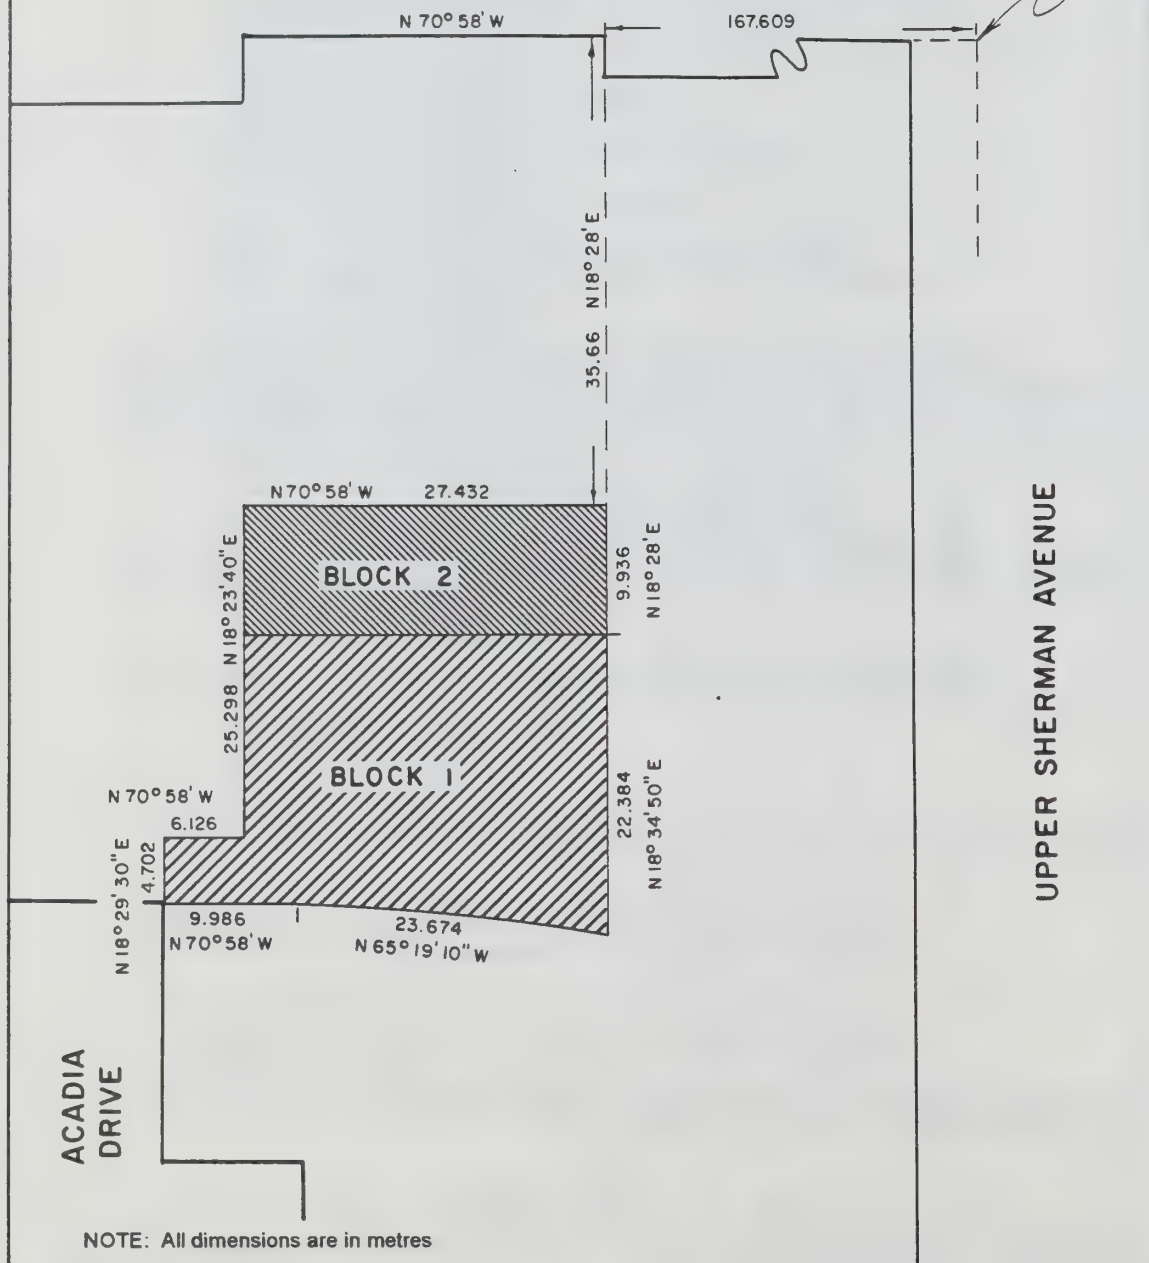 N 70° 58' W
167.609
35.66 N 18° 28' E
N 70° 58' W 27.432
25.298 N 18° 23' 40" E
BLOCK 2
9.936
N 18° 28' E
BLOCK 1
22.384
N 18° 34' 50" E
N 70° 58' W
6.126
N 18° 29' 30" E
4.702
9.986
N 70° 58' W
23.674
N 65° 19' 10" W
UPPER SHERMAN AVENUE
ACADIA
DRIVE
NOTE: All dimensions are in metres